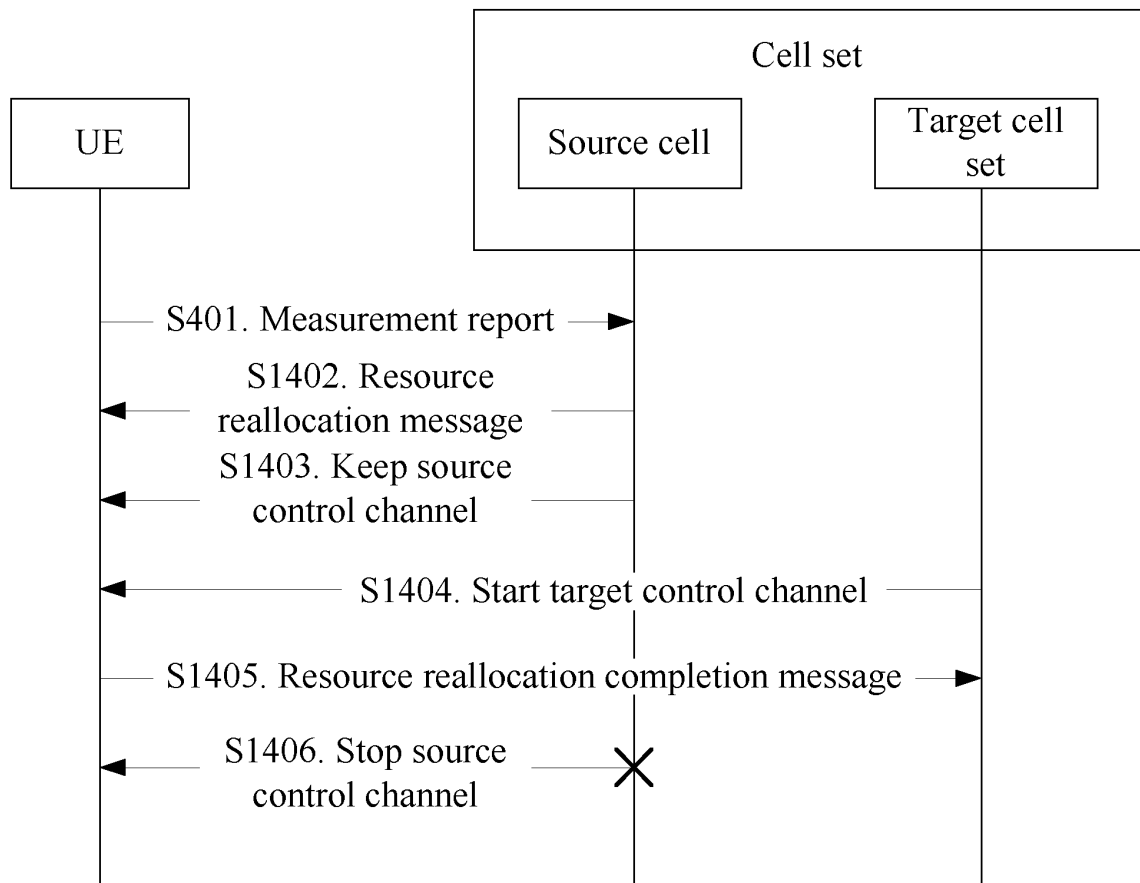 Cell set
UE
Source cell
Target cell
set
S401. Measurement report
S1402. Resource
reallocation message
S1403. Keep source
control channel
S1404. Start target control channel
S1405. Resource reallocation completion message
S1406. Stop source
control channel